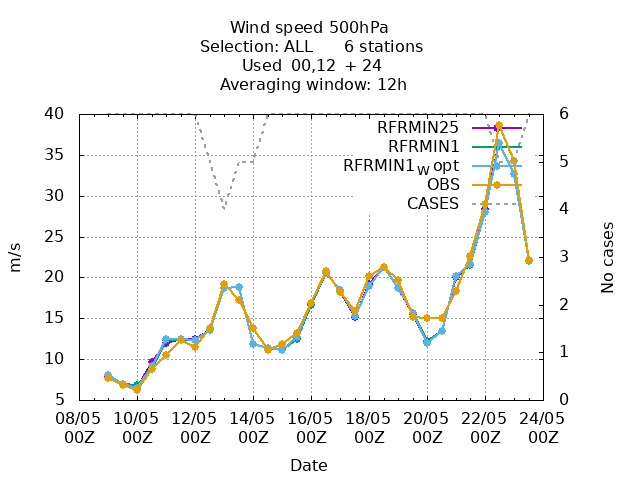 Wind speed 500hPa
Selection: ALL 6 stations
Used 00,12 + 24
Averaging window: 12h
40
35
30
25
20
15
10
5
m/s
6
5
4
3
2
1
0
No cases
RFRMIN25
RFRMIN1
RFRMIN1w opt
OBS
CASES
08/05 10/05 12/05 14/05 16/05 18/05 20/05 22/05 24/05
00Z 00Z 00Z 00Z 00Z 00Z 00Z 00Z 00Z
Date